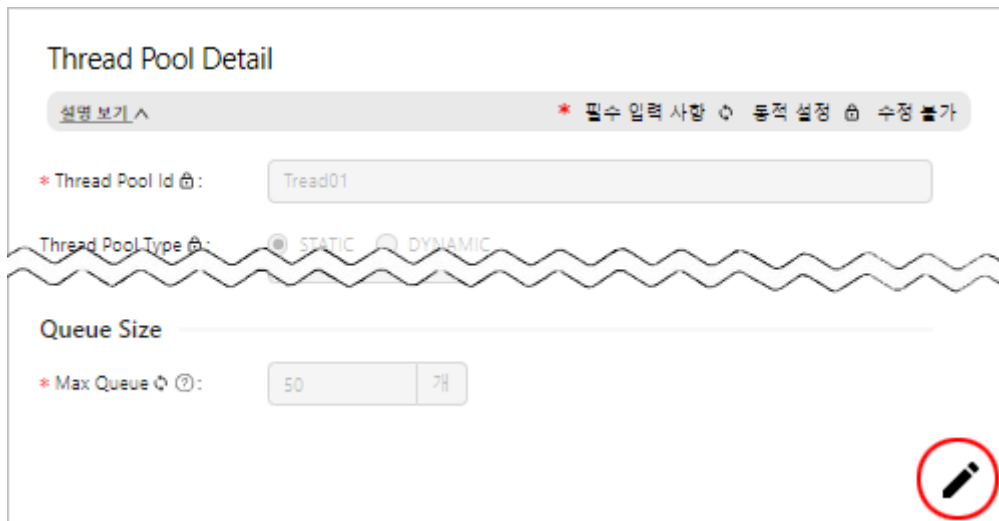 Thread Pool Detail
설명 보기 * 필수 입력 사항 동적 설정 수정 불가
* Thread Pool Id : Tread01
Thread Pool Type : STATIC DYNAMIC
Queue Size
* Max Queue ? : 50 개